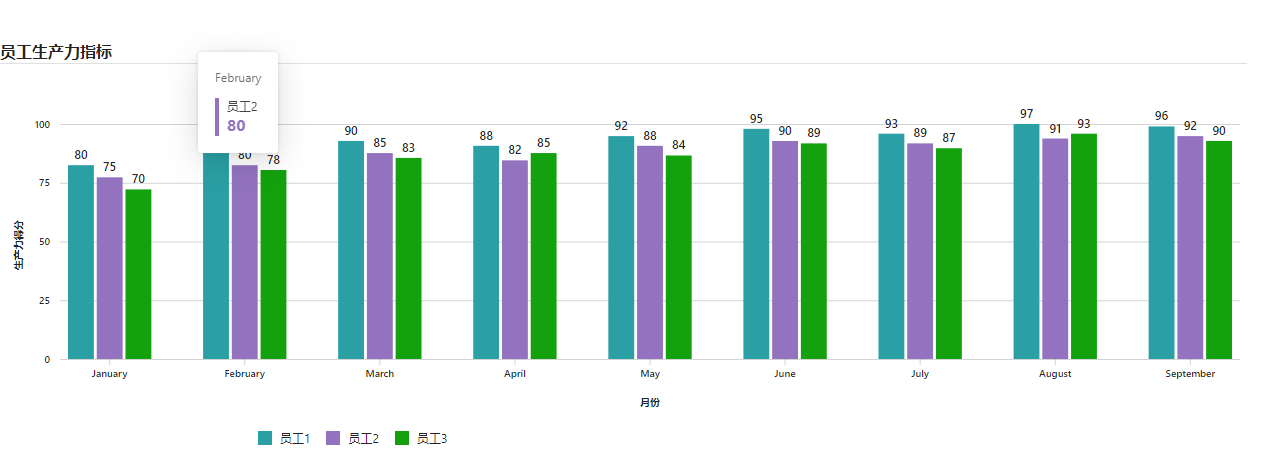 员工生产力指标
February
员工2
80
生产力得分
100
75
50
25
0
80 75 70
80 78
90 85 83
88 82 85
92 88 84
95 90 89
93 89 87
97 91 93
96 92 90
January February March April May June July August September
月份
员工1 员工2 员工3